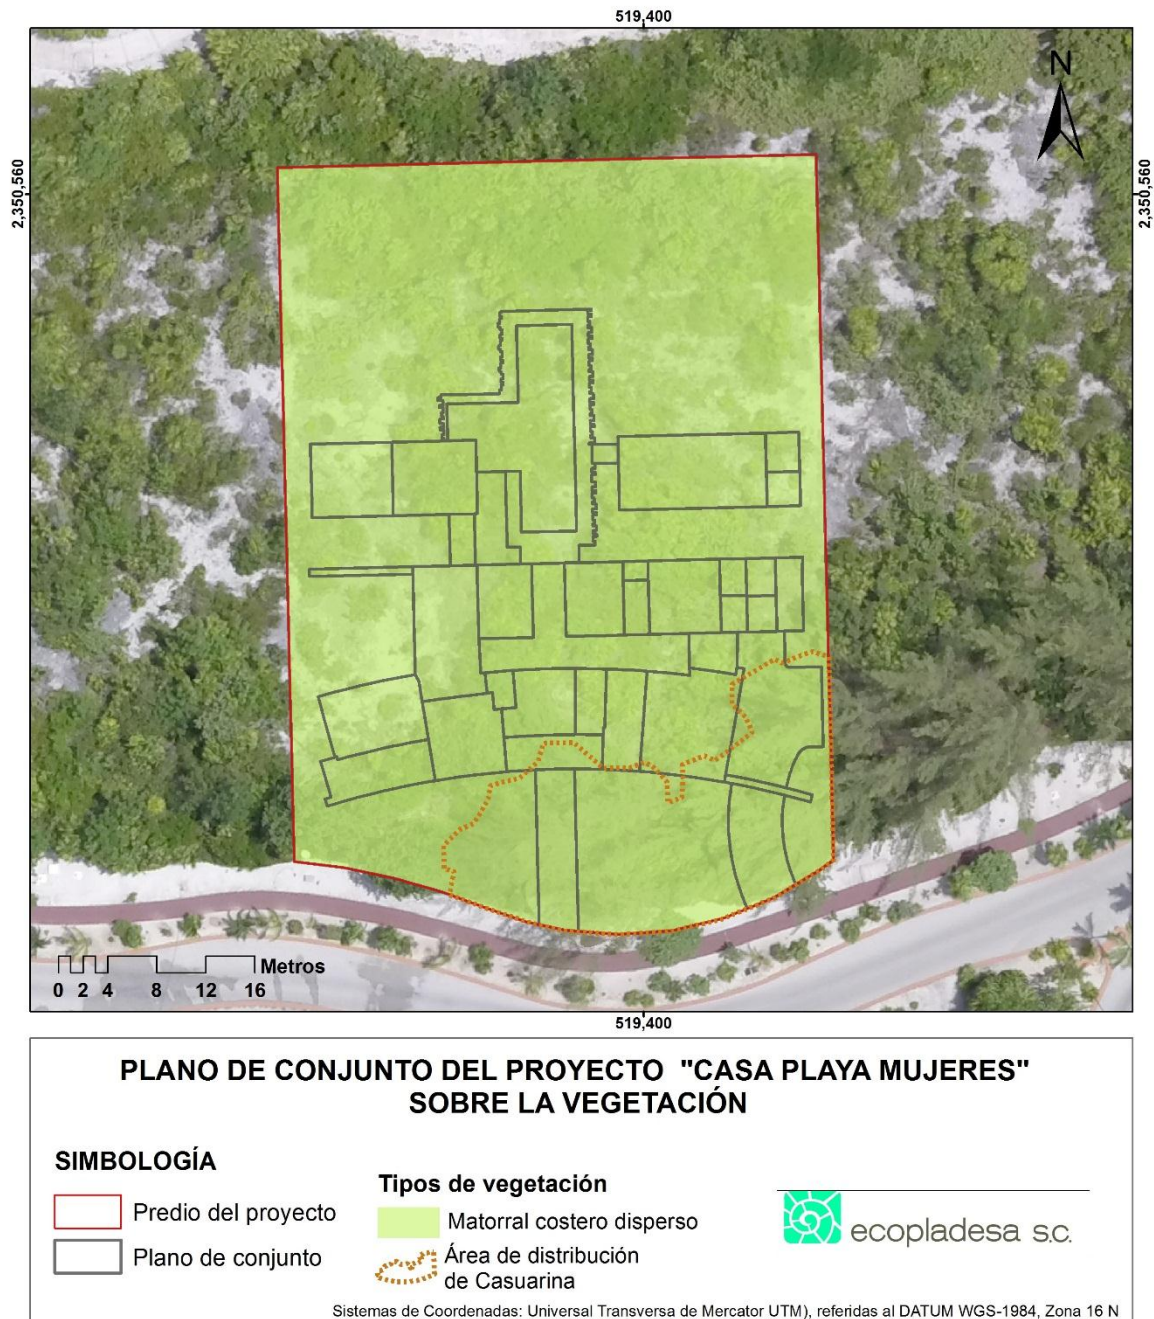 519,400
N
2,350,560
2,350,560
Metros
0 2 4 8 12 16
519,400
PLANO DE CONJUNTO DEL PROYECTO "CASA PLAYA MUJERES"
SOBRE LA VEGETACIÓN
SIMBOLOGÍA
Predio del proyecto
Plano de conjunto
Tipos de vegetación
Matorral costero disperso
Área de distribución
de Casuarina
ecopladesa s.c.
Sistemas de Coordenadas: Universal Transversa de Mercator UTM), referidas al DATUM WGS-1984, Zona 16 N